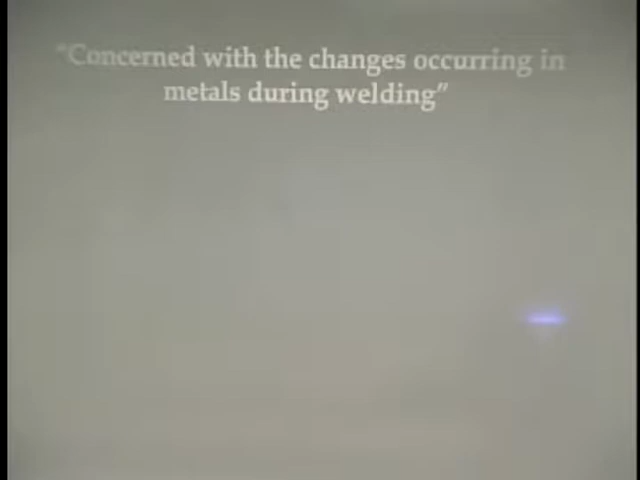 "Concerned with the changes occurring in
metals during welding"